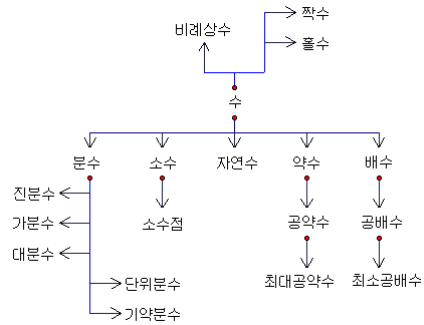 짝수
비례상수
홀수
수
분수 소수 자연수 약수 배수
진분수
가분수 소수점 공약수 공배수
대분수
단위분수 최대공약수 최소공배수
기약분수